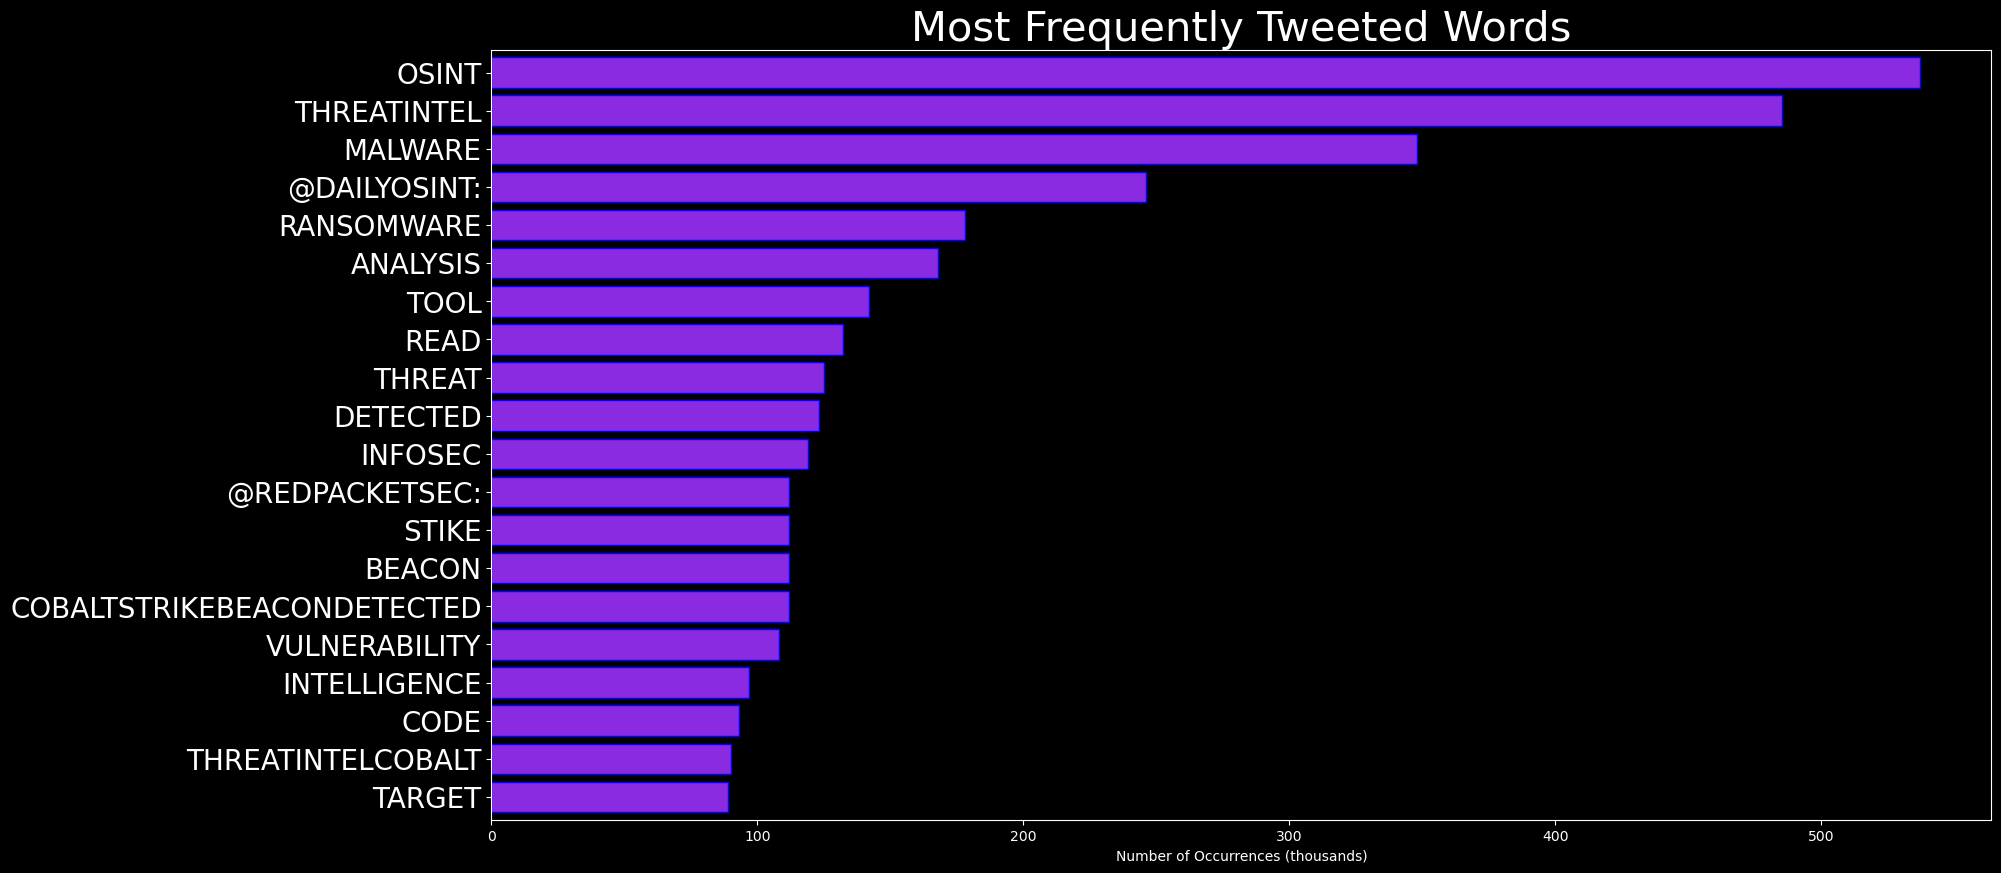 Most Frequently Tweeted Words
OSINT
THREATINTEL
MALWARE
@DAILYOSINT:
RANSOMWARE
ANALYSIS
TOOL
READ
THREAT
DETECTED
INFOSEC
@REDPACKETSEC:
STIKE
BEACON
COBALTSTRIKEBEACONDETECTED
VULNERABILITY
INTELLIGENCE
CODE
THREATINTELCOBALT
TARGET
0 100 200 300 400 500
Number of Occurrences (thousands)